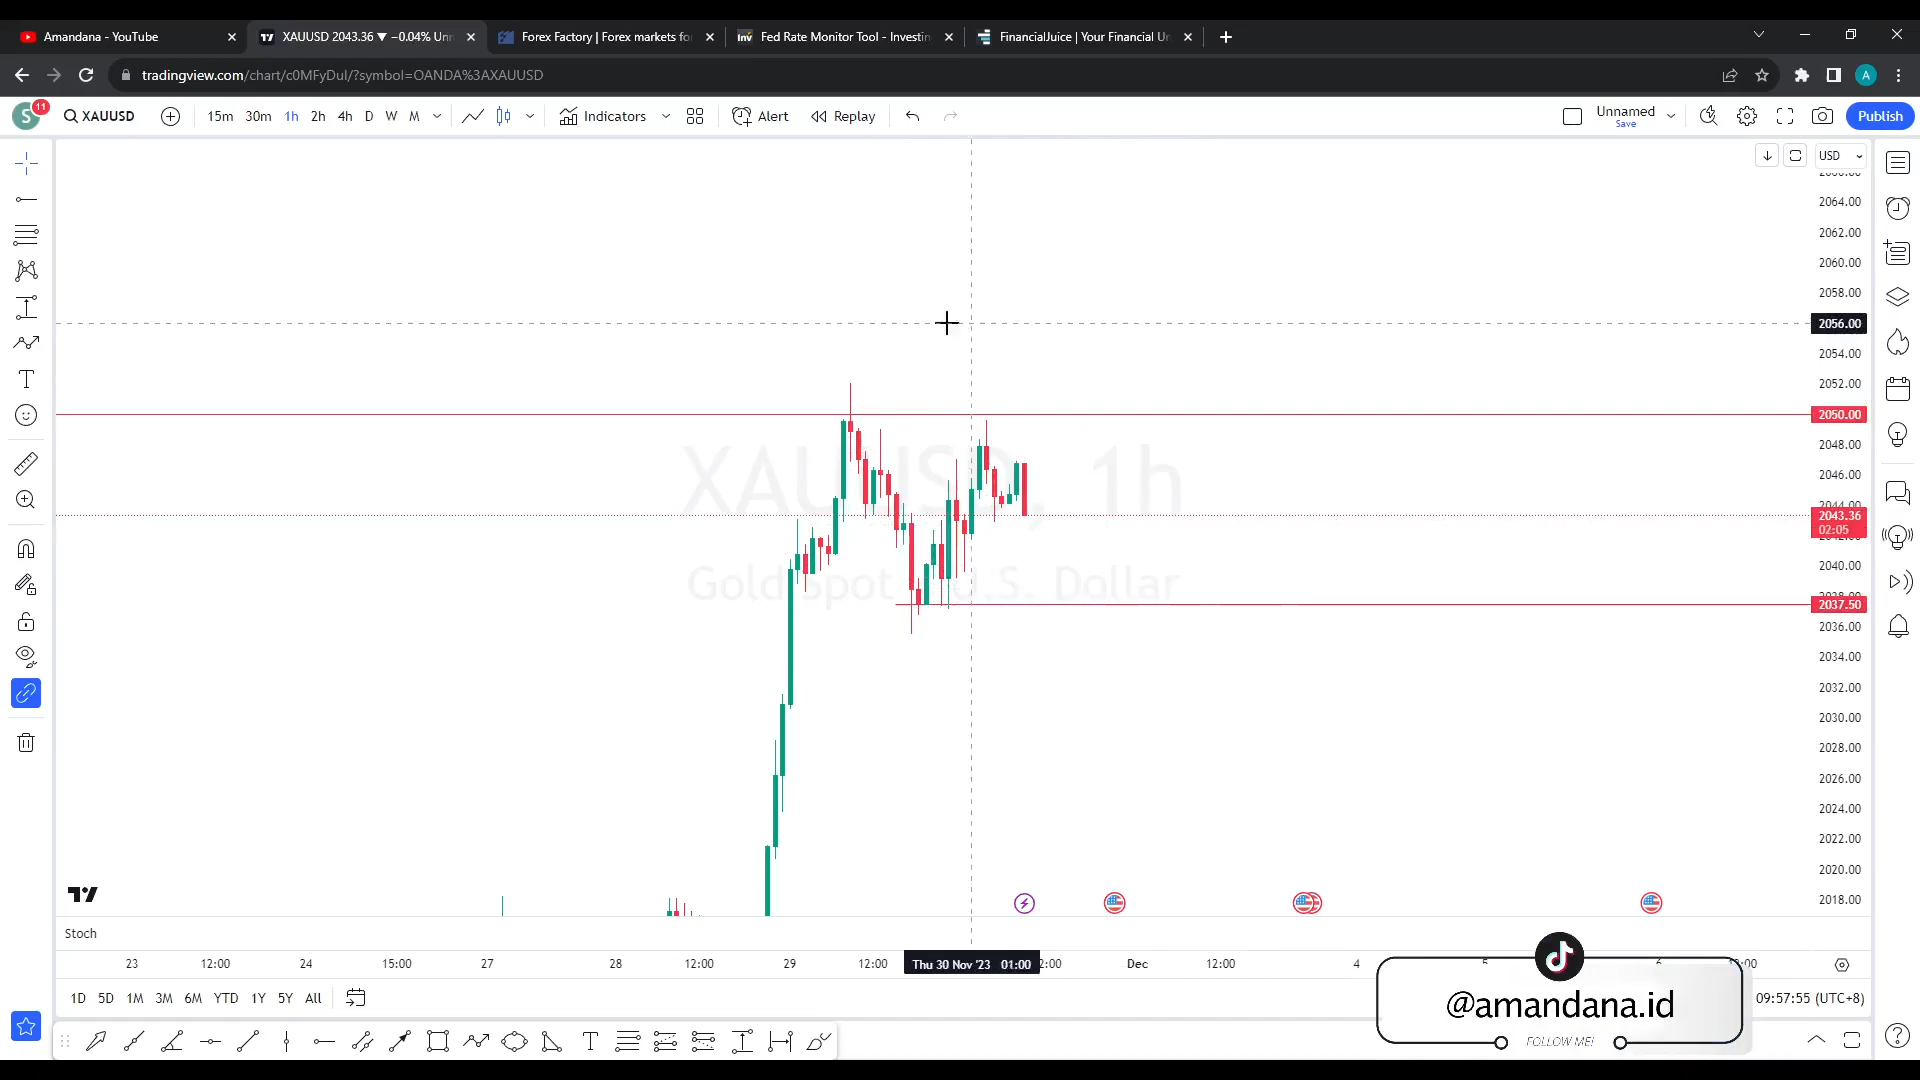 Amandana - YouTube
XAUUSD 2043.36 ▼ −0.04% Unn
Forex Factory | Forex markets for
Fed Rate Monitor Tool - Investin
FinancialJuice | Your Financial Un
tradingview.com/chart/c0MFyDul/?symbol=OANDA%3AXAUUSD
A
S
11
XAUUSD
15m 30m 1h 2h 4h D W M
Indicators
Alert
Replay
Unnamed
Save
Publish
USD
2064.00
2062.00
2060.00
2058.00
2056.00
2054.00
2052.00
2050.00
2048.00
2046.00
2044.00
2043.36
02:05
2040.00
2037.50
2036.00
2034.00
2032.00
2030.00
2028.00
2026.00
2024.00
2022.00
2020.00
2018.00
XAUUSD, 1h
Gold Spot U.S. Dollar
Stoch
23 12:00 24 15:00 27 28 12:00 29 12:00 Thu 30 Nov '23 01:00 Dec 12:00 4
1D 5D 1M 3M 6M YTD 1Y 5Y All
09:57:55 (UTC+8)
@amandana.id
FOLLOW ME!